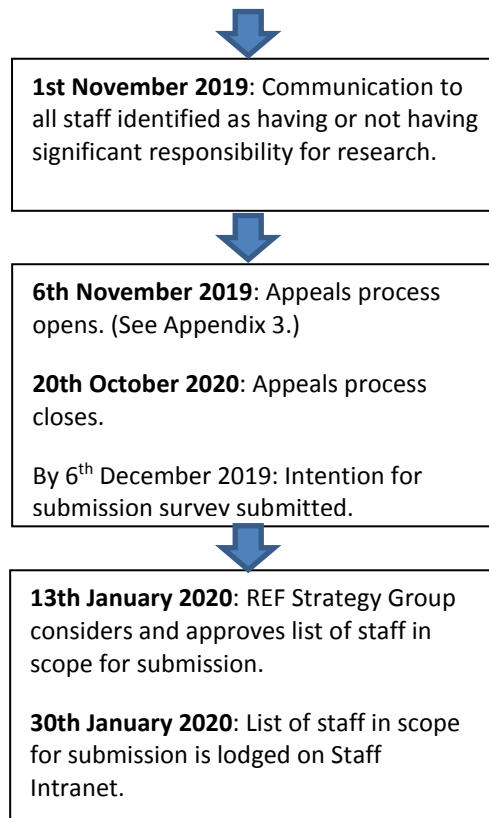 1st November 2019: Communication to
all staff identified as having or not having
significant responsibility for research.
6th November 2019: Appeals process
opens. (See Appendix 3.)
20th October 2020: Appeals process
closes.
By 6th December 2019: Intention for
submission survey submitted.
13th January 2020: REF Strategy Group
considers and approves list of staff in
scope for submission.
30th January 2020: List of staff in scope
for submission is lodged on Staff
Intranet.